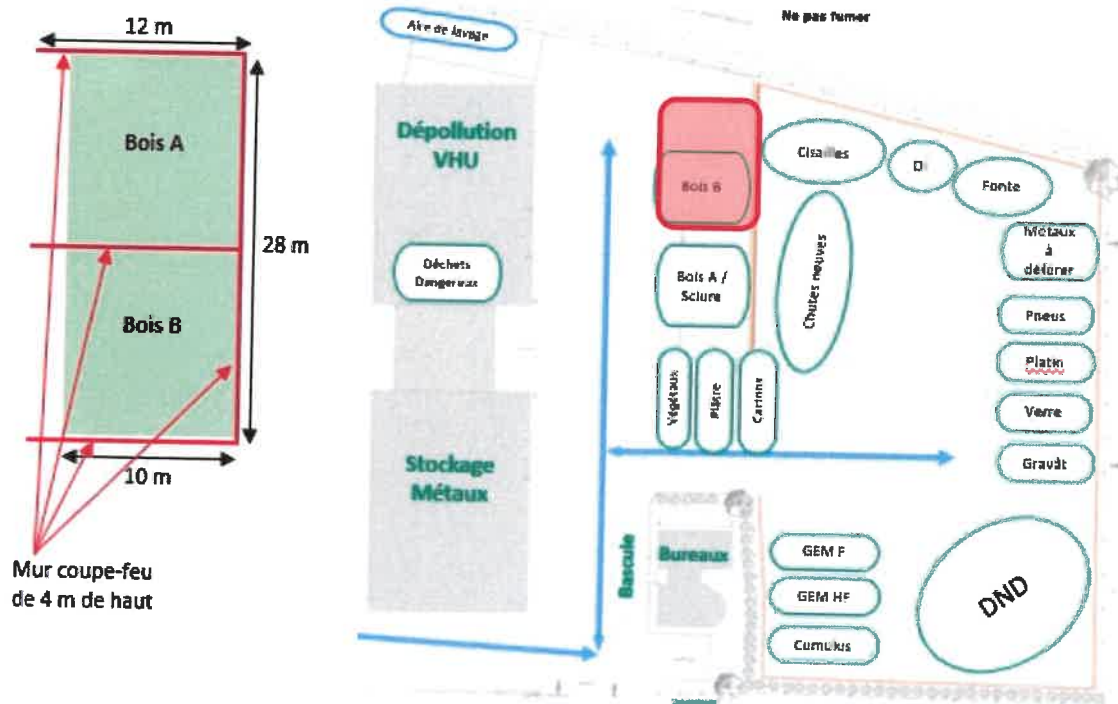 12 m
Bois A
28 m
Bois B
10 m
Mur coupe-feu
de 4 m de haut
Ne pas fumer
Aire de lavage
Dépollution
VHU
Déchets
Dangereux
Stockage
Métaux
Bois B
Bois A /
Sciure
Végétaux
Plâtre
Cartons
Cisailles
Chutes neuves
Fonte
Métaux
à
déferrer
Pneus
Platin
Verre
Gravât
Bascule
Bureaux
GEM F
GEM HF
Cumulus
DND